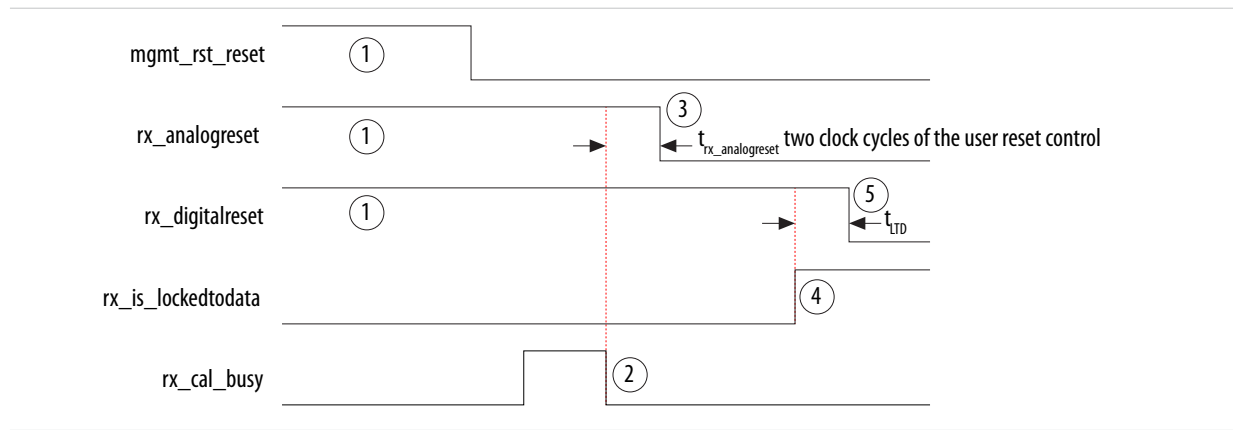 mgmt_rst_reset 1
rx_analogreset 1 3 t_rx_analogreset two clock cycles of the user reset control
rx_digitalreset 1 5 t_LTD
rx_is_lockedtodata 4
rx_cal_busy 2